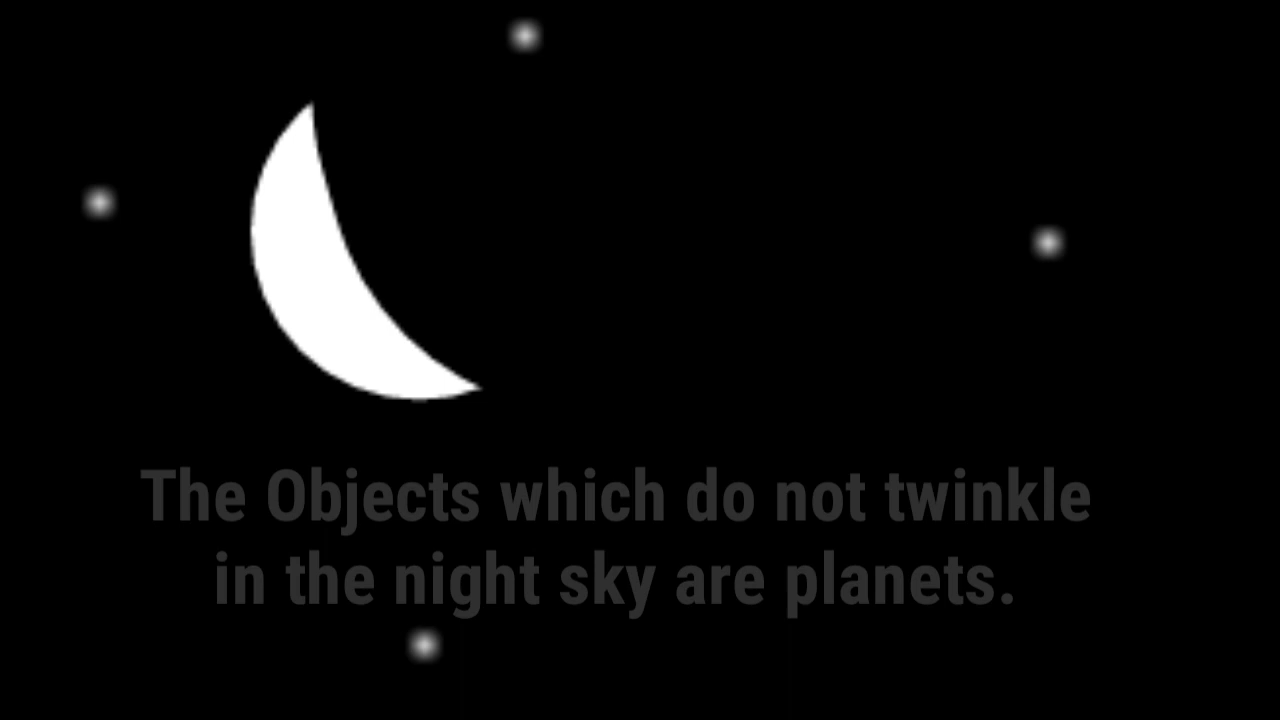 The Objects which do not twinkle
in the night sky are planets.